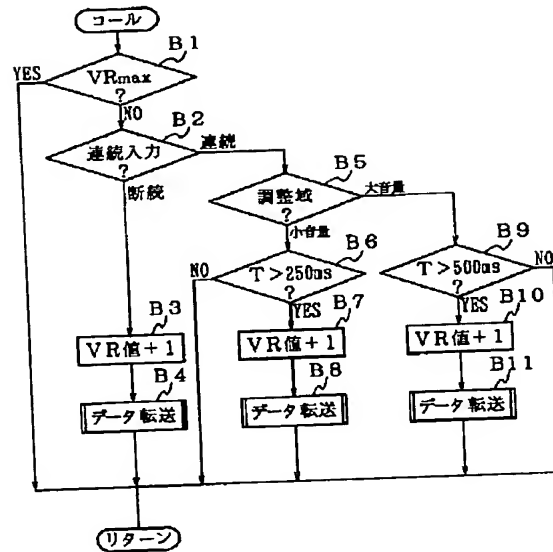 コール
B1
YES
VRmax
?
NO
B2
連続入力
?
連続
断続
B5
調整域
?
大音量
小音量
B6
NO
T>250ms
?
YES
B9
T>500ms
?
NO
YES
B3
VR値+1
B7
VR値+1
B10
VR値+1
B4
データ転送
B8
データ転送
B11
データ転送
リターン